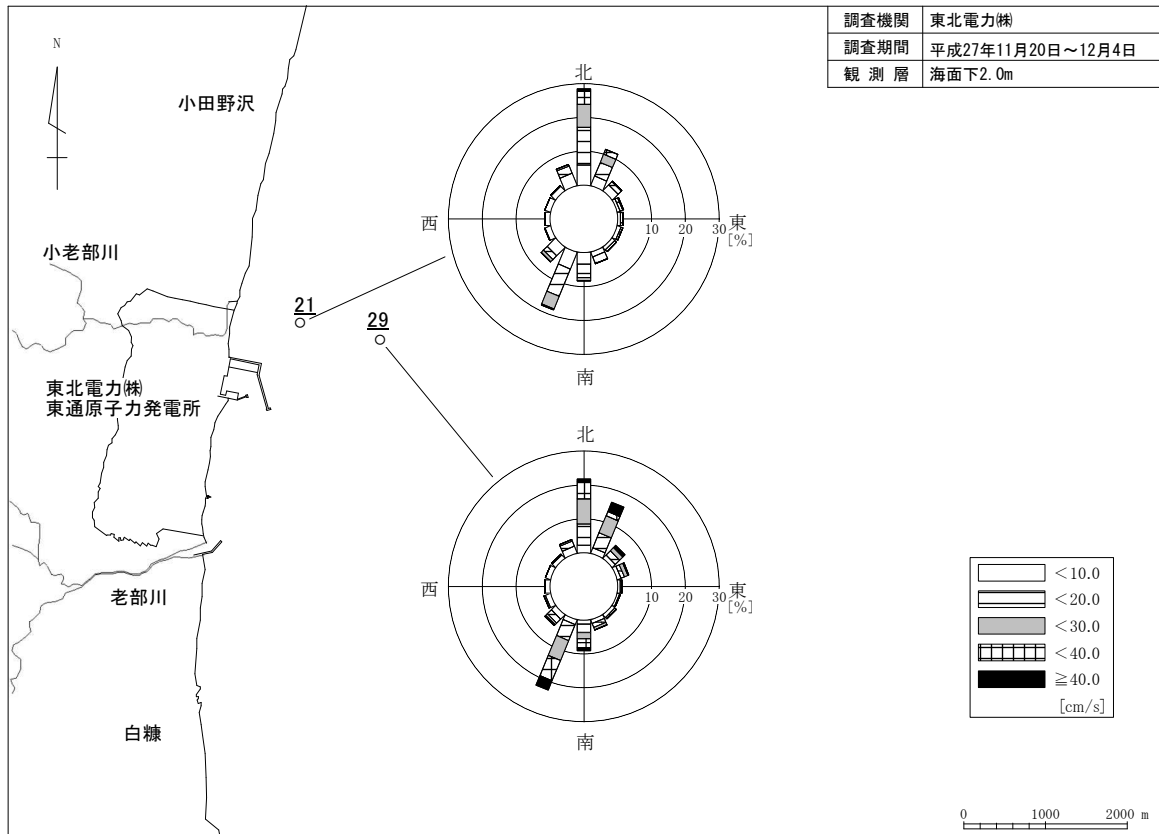 調査機関 東北電力㈱
調査期間 平成27年11月20日～12月4日
観測層 海面下2.0m
N
小田野沢
北
西
東
10 20 30
[%]
南
小老部川
21
29
東北電力㈱
東通原子力発電所
北
西
東
10 20 30
[%]
南
老部川
白糠
<10.0
<20.0
<30.0
<40.0
≧40.0
[cm/s]
0 1000 2000 m